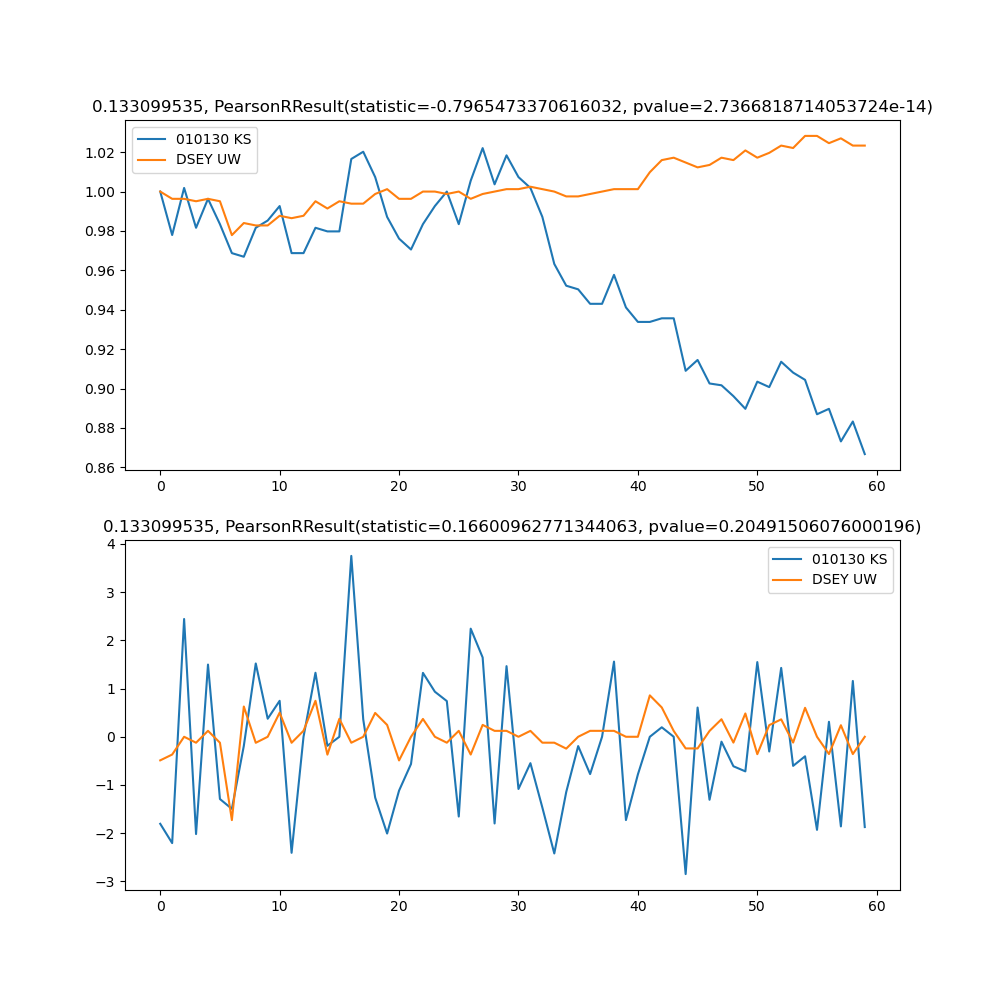 0.133099535, PearsonRResult(statistic=-0.7965473370616032, pvalue=2.7366818714053724e-14)
010130 KS
DSEY UW
1.02
1.00
0.98
0.96
0.94
0.92
0.90
0.88
0.86
0 10 20 30 40 50 60
0.133099535, PearsonRResult(statistic=0.16600962771344063, pvalue=0.20491506076000196)
010130 KS
DSEY UW
4
3
2
1
0
−1
−2
−3
0 10 20 30 40 50 60